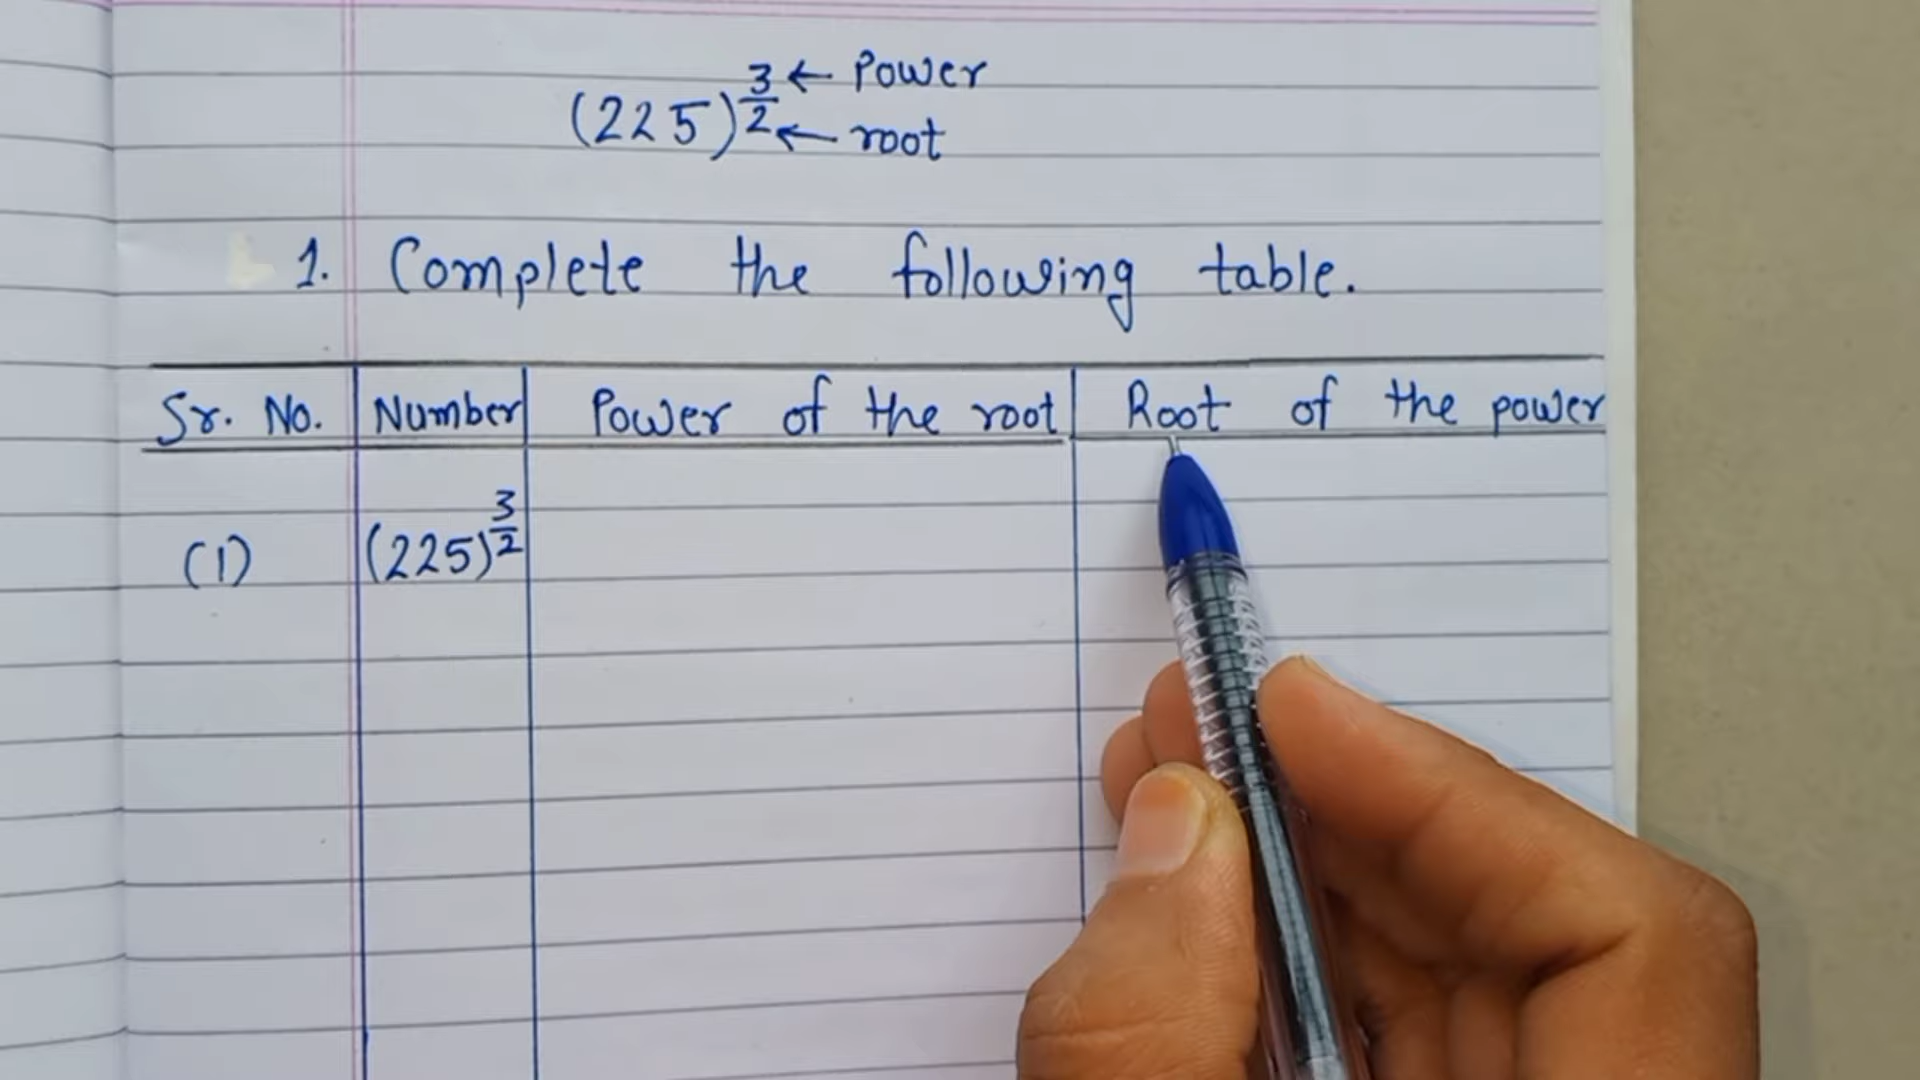 (225)^(3/2) ← Power
← root
1. Complete the following table.
Sr. No. Number Power of the root Root of the power
(1) (225)^(3/2)